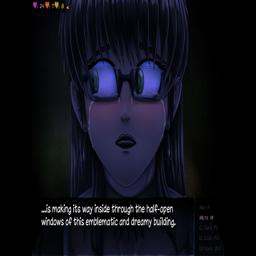 ...is making its way inside through the half-open
windows of this emblematic and dreamy building.